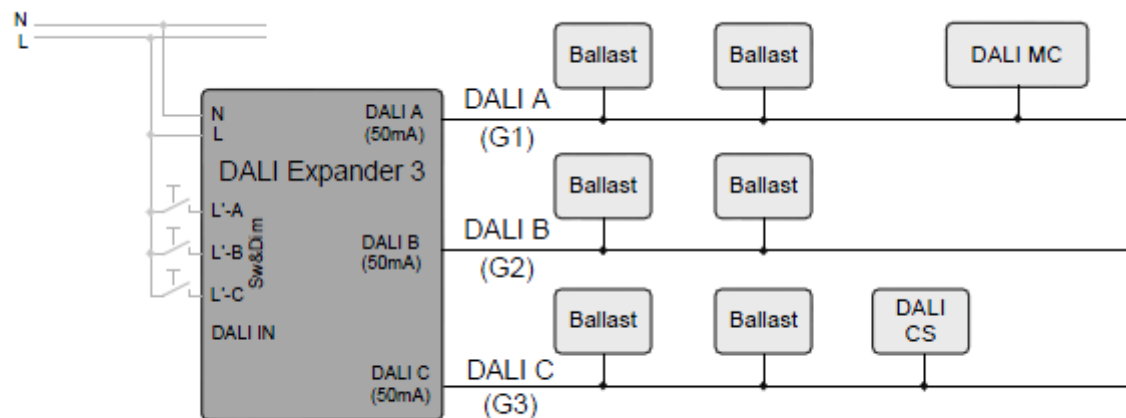 N
L
Ballast
Ballast
DALI MC
N
L
DALI A
(50mA)
DALI A
(G1)
DALI Expander 3
Ballast
Ballast
L'-A
L'-B
L'-C
Sw&Dim
DALI B
(50mA)
DALI B
(G2)
Ballast
Ballast
DALI
CS
DALI IN
DALI C
(50mA)
DALI C
(G3)